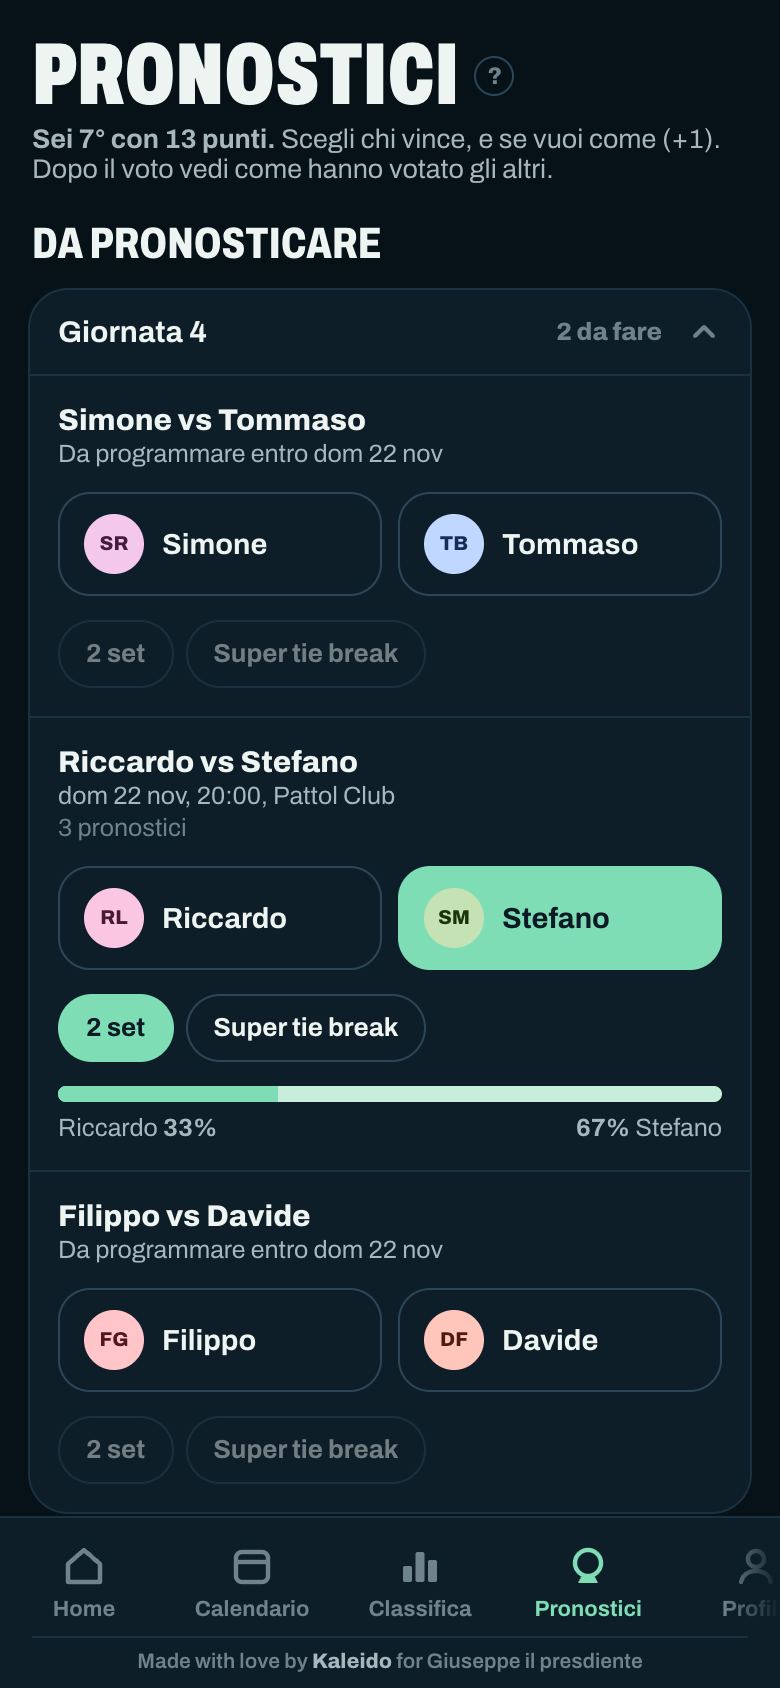 PRONOSTICI ?
Sei 7° con 13 punti. Scegli chi vince, e se vuoi come (+1).
Dopo il voto vedi come hanno votato gli altri.
DA PRONOSTICARE
Giornata 4 2 da fare
Simone vs Tommaso
Da programmare entro dom 22 nov
SR Simone TB Tommaso
2 set Super tie break
Riccardo vs Stefano
dom 22 nov, 20:00, Pattol Club
3 pronostici
RL Riccardo SM Stefano
2 set Super tie break
Riccardo 33% 67% Stefano
Filippo vs Davide
Da programmare entro dom 22 nov
FG Filippo DF Davide
2 set Super tie break
Home Calendario Classifica Pronostici
Made with love by Kaleido for Giuseppe il presdiente